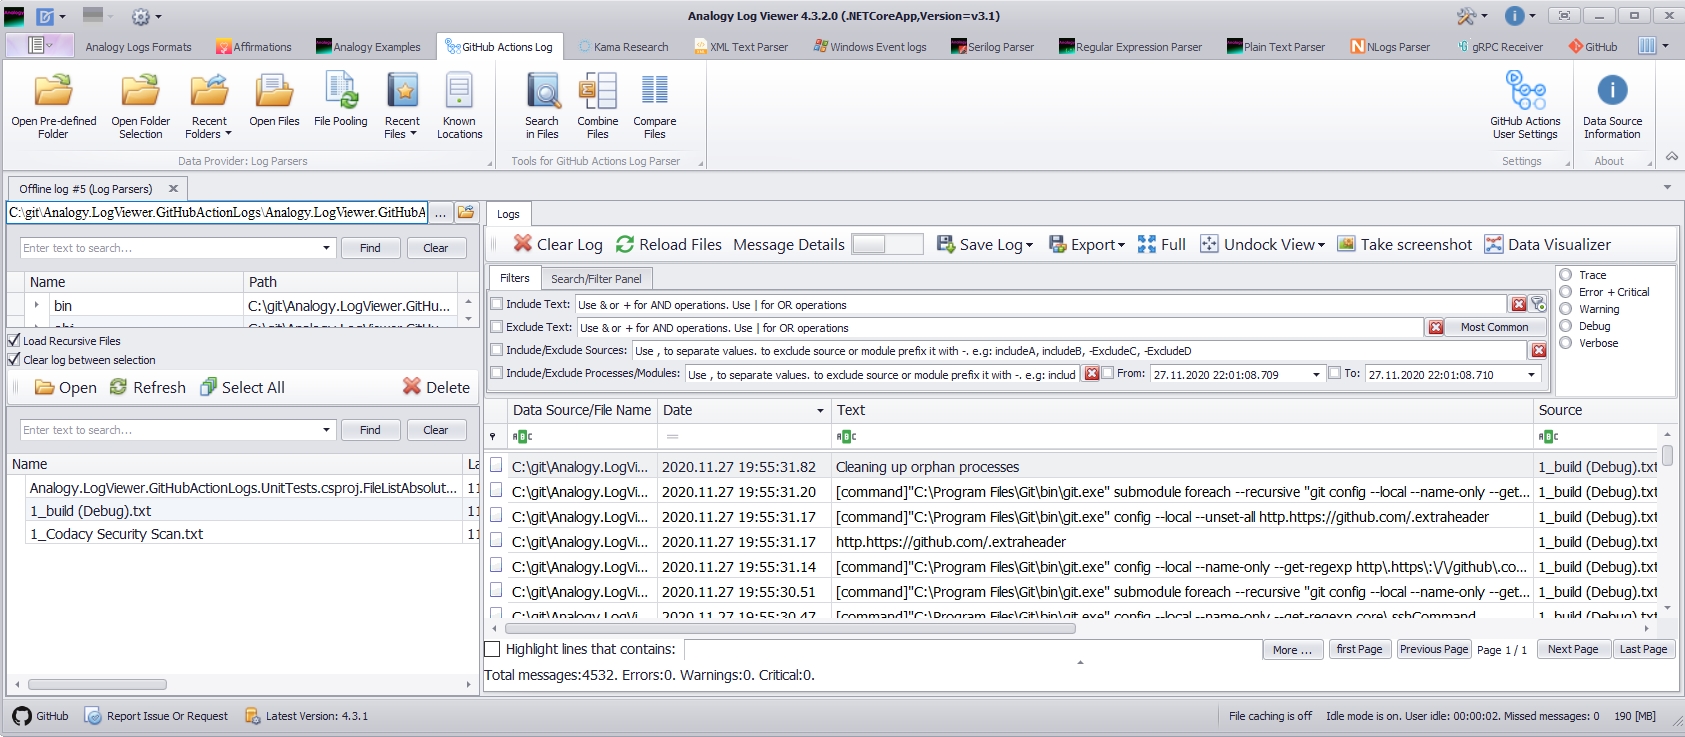 Analogy Log Viewer 4.3.2.0 (.NETCoreApp,Version=v3.1)
Analogy Logs Formats Affirmations Analogy Examples GitHub Actions Log Kama Research XML Text Parser Windows Event logs Serilog Parser Regular Expression Parser Plain Text Parser NLogs Parser gRPC Receiver GitHub
Open Pre-defined Folder
Open Folder Selection
Recent Folders
Open Files
File Pooling
Recent Files
Known Locations
Search in Files
Combine Files
Compare Files
GitHub Actions User Settings
Data Source Information
Data Provider: Log Parsers
Tools for GitHub Actions Log Parser
Settings
About
Offline log #5 (Log Parsers)
C:\git\Analogy.LogViewer.GitHubActionLogs\Analogy.LogViewer.GitHubA
...
Enter text to search... Find Clear
Name Path
bin C:\git\Analogy.LogViewer.GitHu...
Load Recursive Files
Clear log between selection
Open Refresh Select All Delete
Enter text to search... Find Clear
Name
Analogy.LogViewer.GitHubActionLogs.UnitTests.csproj.FileListAbsolut... 11
1_build (Debug).txt 11
1_Codacy Security Scan.txt 11
Logs
Clear Log Reload Files Message Details Save Log Export Full Undock View Take screenshot Data Visualizer
Filters Search/Filter Panel
Include Text: Use & or + for AND operations. Use | for OR operations
Exclude Text: Use & or + for AND operations. Use | for OR operations Most Common
Include/Exclude Sources: Use , to separate values. to exclude source or module prefix it with -. e.g: includeA, includeB, -ExcludeC, -ExcludeD
Include/Exclude Processes/Modules: Use , to separate values. to exclude source or module prefix it with -. e.g: includ From: 27.11.2020 22:01:08.709 To: 27.11.2020 22:01:08.710
Trace
Error + Critical
Warning
Debug
Verbose
Data Source/File Name Date Text Source
C:\git\Analogy.LogVi... 2020.11.27 19:55:31.82 Cleaning up orphan processes 1_build (Debug).txt
C:\git\Analogy.LogVi... 2020.11.27 19:55:31.20 [command]"C:\Program Files\Git\bin\git.exe" submodule foreach --recursive "git config --local --name-only --get... 1_build (Debug).txt
C:\git\Analogy.LogVi... 2020.11.27 19:55:31.17 [command]"C:\Program Files\Git\bin\git.exe" config --local --unset-all http.https://github.com/.extraheader 1_build (Debug).txt
C:\git\Analogy.LogVi... 2020.11.27 19:55:31.17 http.https://github.com/.extraheader 1_build (Debug).txt
C:\git\Analogy.LogVi... 2020.11.27 19:55:31.14 [command]"C:\Program Files\Git\bin\git.exe" config --local --name-only --get-regexp http\.https\:\/\/github\.co... 1_build (Debug).txt
C:\git\Analogy.LogVi... 2020.11.27 19:55:30.51 [command]"C:\Program Files\Git\bin\git.exe" submodule foreach --recursive "git config --local --name-only --get... 1_build (Debug).txt
C:\git\Analogy.LogVi... 2020.11.27 19:55:30.47 [command]"C:\Program Files\Git\bin\git.exe" config --local --name-only --get-regexp core\.sshCommand 1_build (Debug).txt
Highlight lines that contains: More ... first Page Previous Page Page 1 / 1 Next Page Last Page
Total messages:4532. Errors:0. Warnings:0. Critical:0.
GitHub Report Issue Or Request Latest Version: 4.3.1 File caching is off Idle mode is on. User idle: 00:00:02. Missed messages: 0 190 [MB]